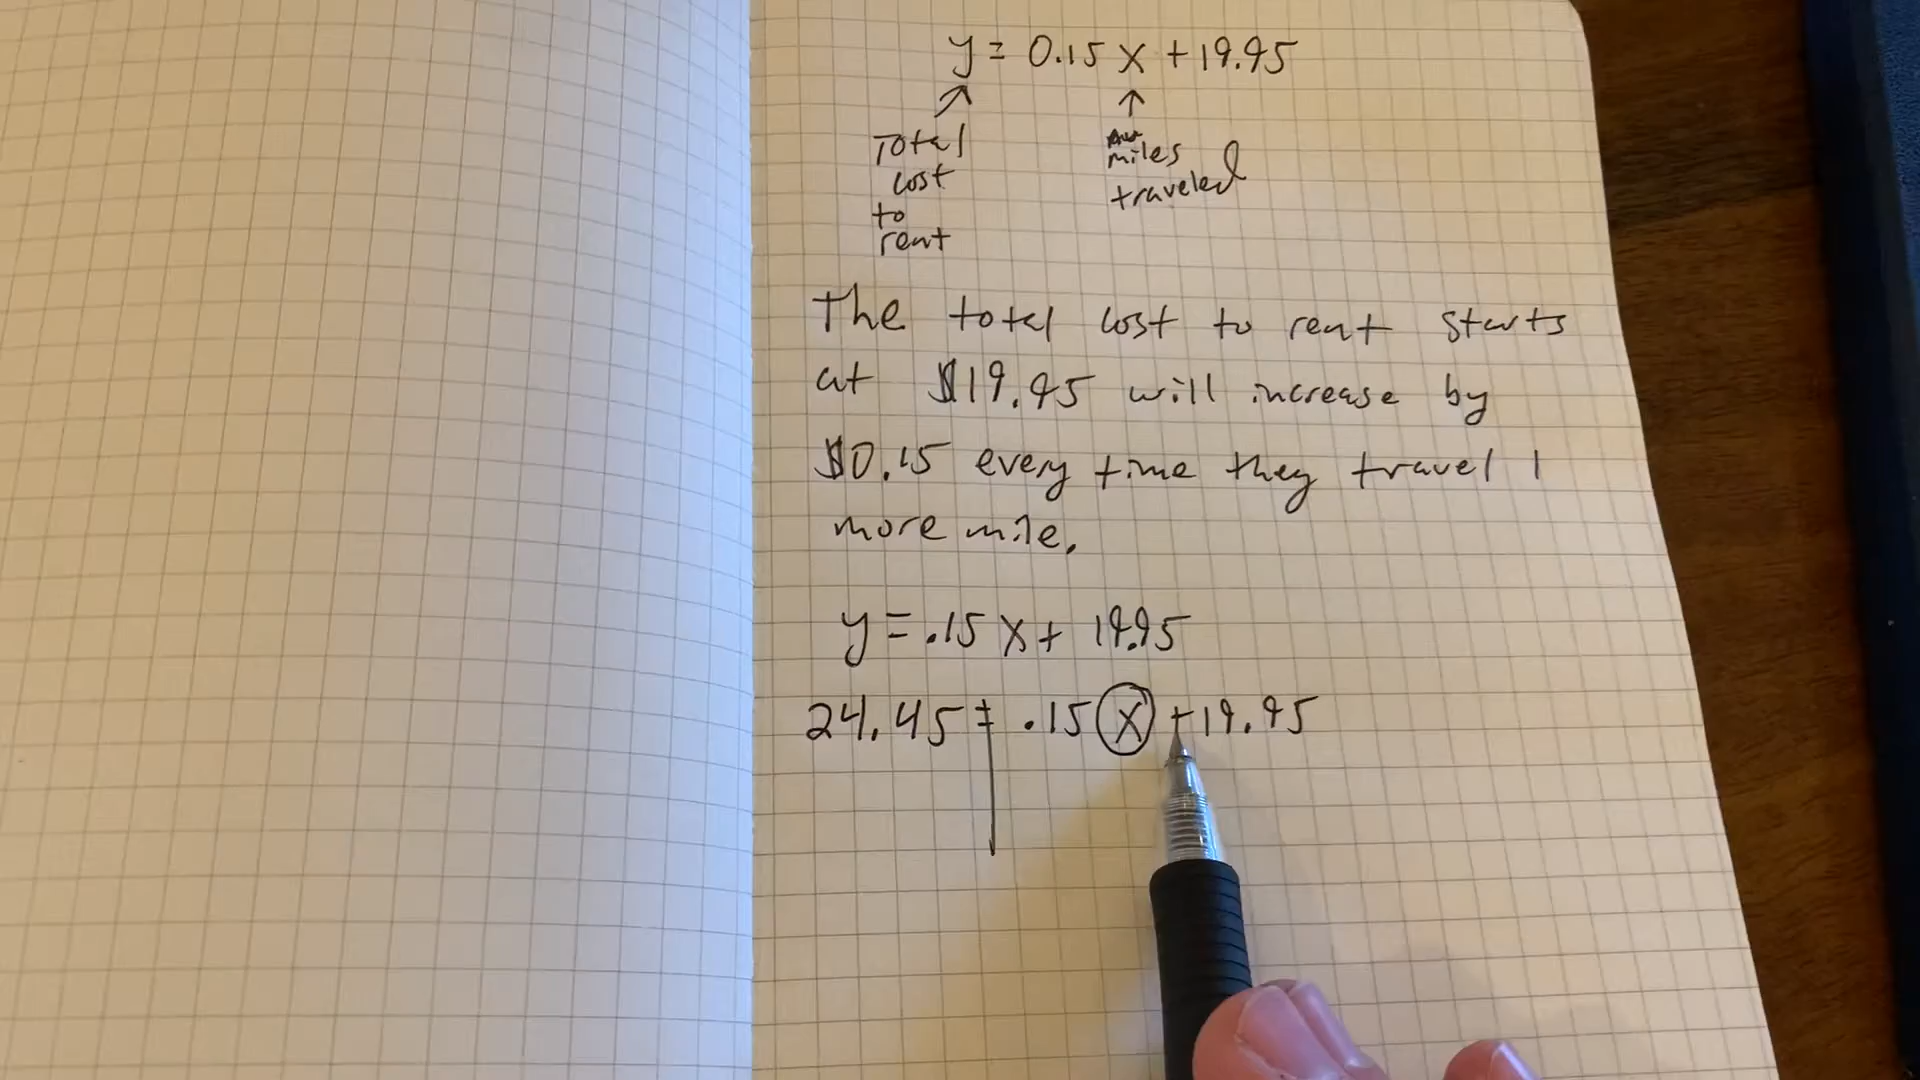 y = 0.15 x + 19.95
Total
cost
to
rent
miles
traveled
The total cost to rent starts
at $19.95 will increase by
$0.15 every time they travel 1
more mile.
y = .15 x + 19.95
24.45 = .15 x + 19.95